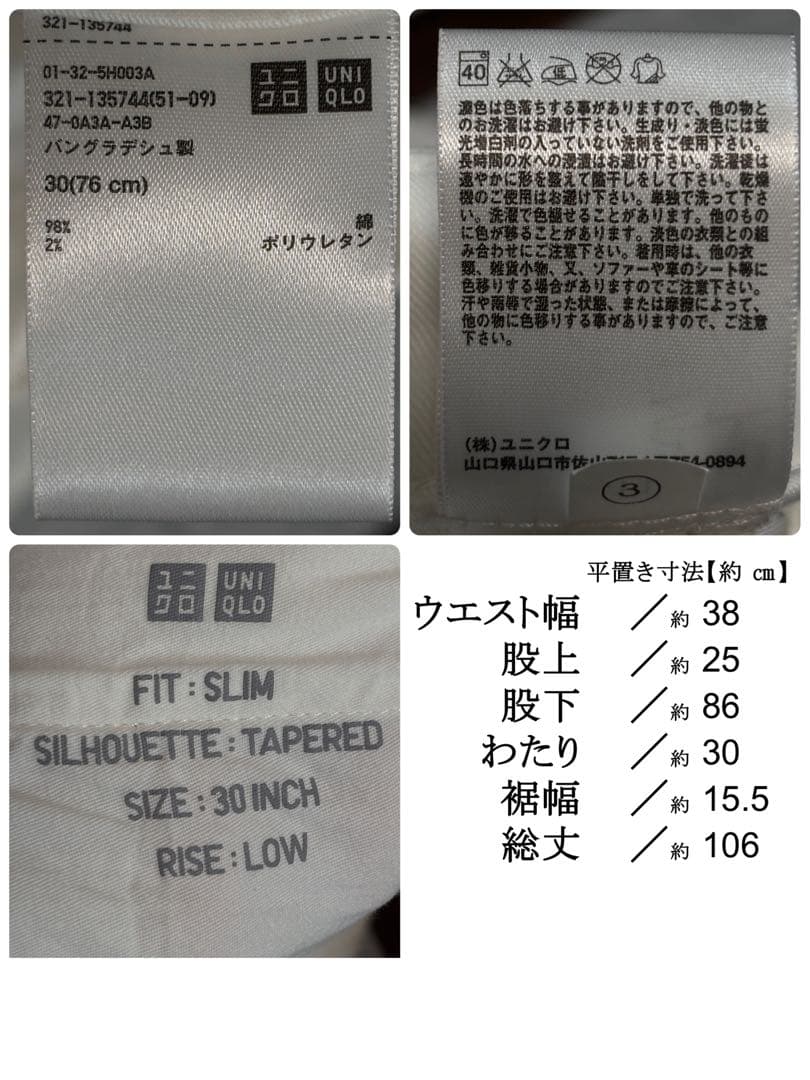 321-135744
01-32-5H003A
321-135744(51-09)
47-0A3A-A3B
バングラデシュ製
30(76 cm)
98% 綿
2% ポリウレタン
ユニクロ
UNIQLO
40
低
濃色は色落ちする事がありますので、他の物と
のお洗濯はお避け下さい。生成り・淡色には蛍
光増白剤の入っていない洗剤をご使用下さい。
長時間の水への浸漬はお避け下さい。洗濯後は
速やかに形を整えて陰干しをして下さい。乾燥
機のご使用はお避け下さい。単独で洗って下さ
い。洗濯で色褪せることがあります。他のもの
に色が移ることがあります。淡色の衣類との組
み合わせにご注意下さい。着用時は、他の衣
類、雑貨小物、又、ソファーや車のシート等に
色移りする場合がありますのでご注意下さい。
汗や雨等で湿った状態、または摩擦によって、
他の物に色移りする事がありますので、ご注意
下さい。
(株)ユニクロ
山口県山口市佐山
754-0894
3
ユニクロ
UNIQLO
FIT : SLIM
SILHOUETTE : TAPERED
SIZE : 30 INCH
RISE : LOW
平置き寸法【約 ㎝】
ウエスト幅 ／約 38
股上 ／約 25
股下 ／約 86
わたり ／約 30
裾幅 ／約 15.5
総丈 ／約 106